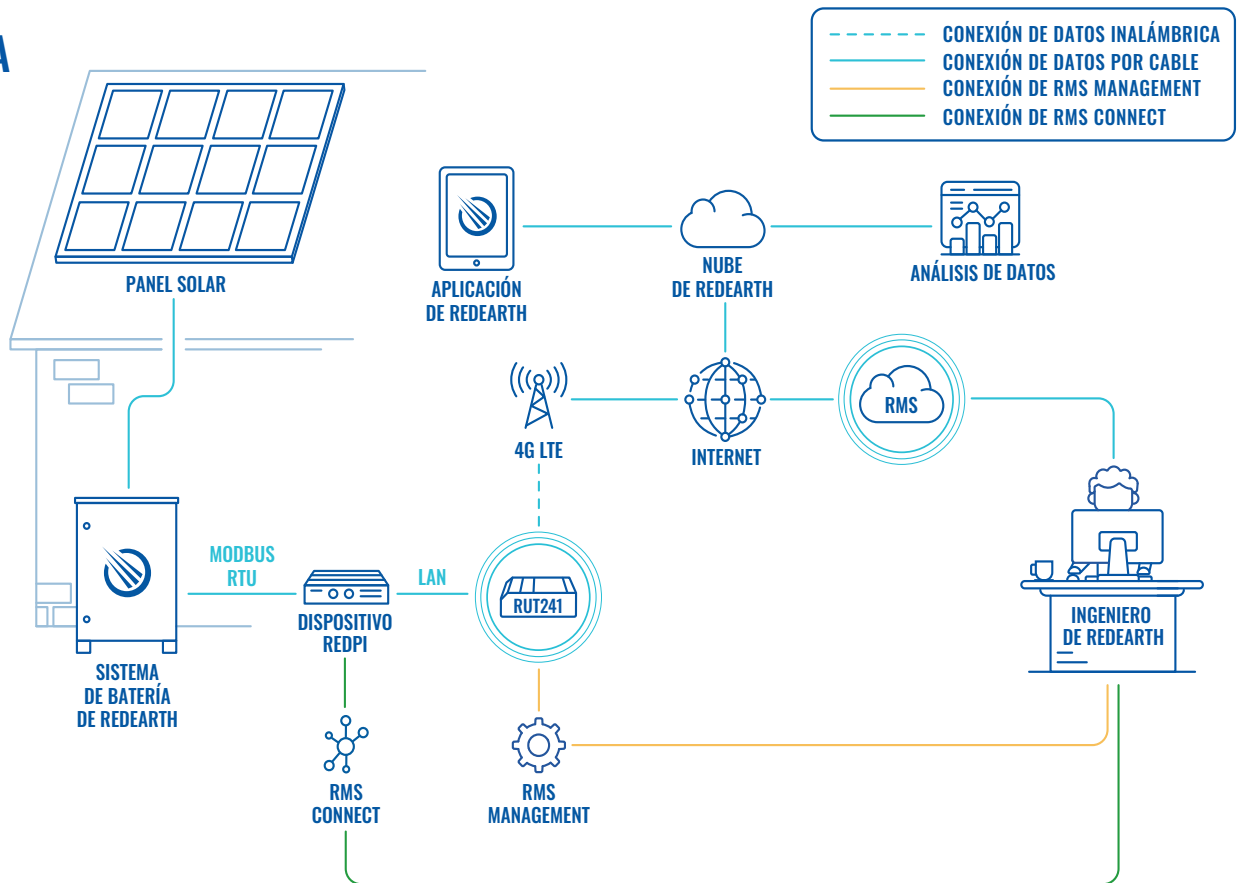 A
CONEXIÓN DE DATOS INALÁMBRICA
CONEXIÓN DE DATOS POR CABLE
CONEXIÓN DE RMS MANAGEMENT
CONEXIÓN DE RMS CONNECT
PANEL SOLAR
APLICACIÓN
DE REDEARTH
NUBE
DE REDEARTH
ANÁLISIS DE DATOS
4G LTE
INTERNET
RMS
MODBUS
RTU
LAN
RUT241
DISPOSITIVO
REDPI
INGENIERO
DE REDEARTH
SISTEMA
DE BATERÍA
DE REDEARTH
RMS
CONNECT
RMS
MANAGEMENT